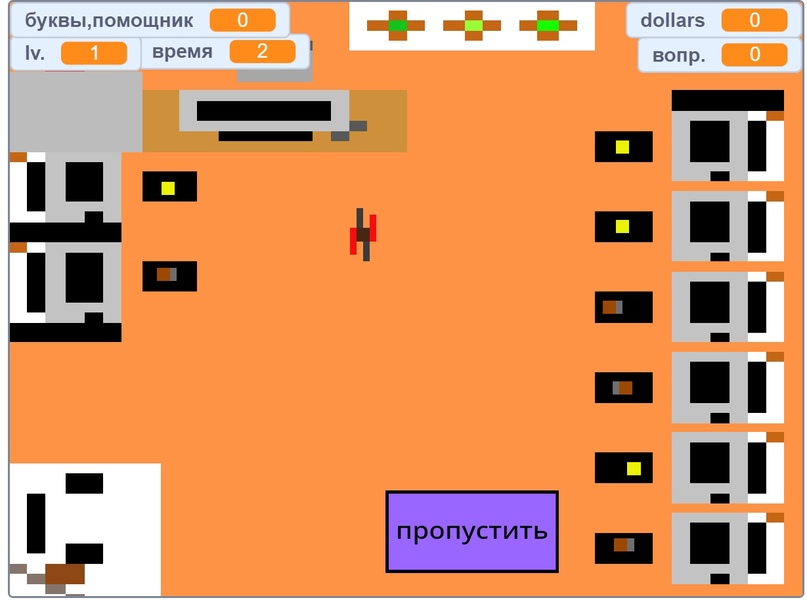 буквы,помощник 0
dollars 0
lv. 1
время 2
вопр. 0
пропустить